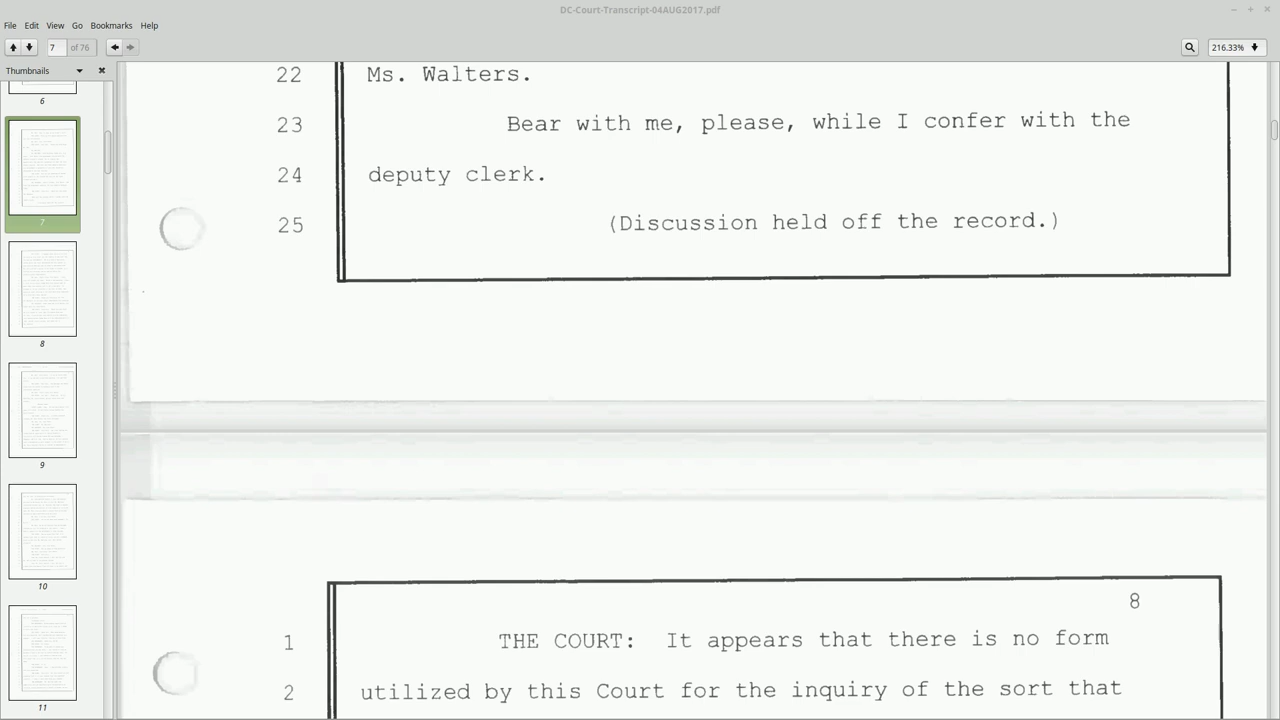 DC-Court-Transcript-04AUG2017.pdf
File Edit View Go Bookmarks Help
7 of 76 216.33%
Thumbnails
6
7
8
9
10
11
22 Ms. Walters.
23 Bear with me, please, while I confer with the
24 deputy clerk.
25 (Discussion held off the record.)
8
1 THE COURT: It appears that there is no form
2 utilized by this Court for the inquiry of the sort that